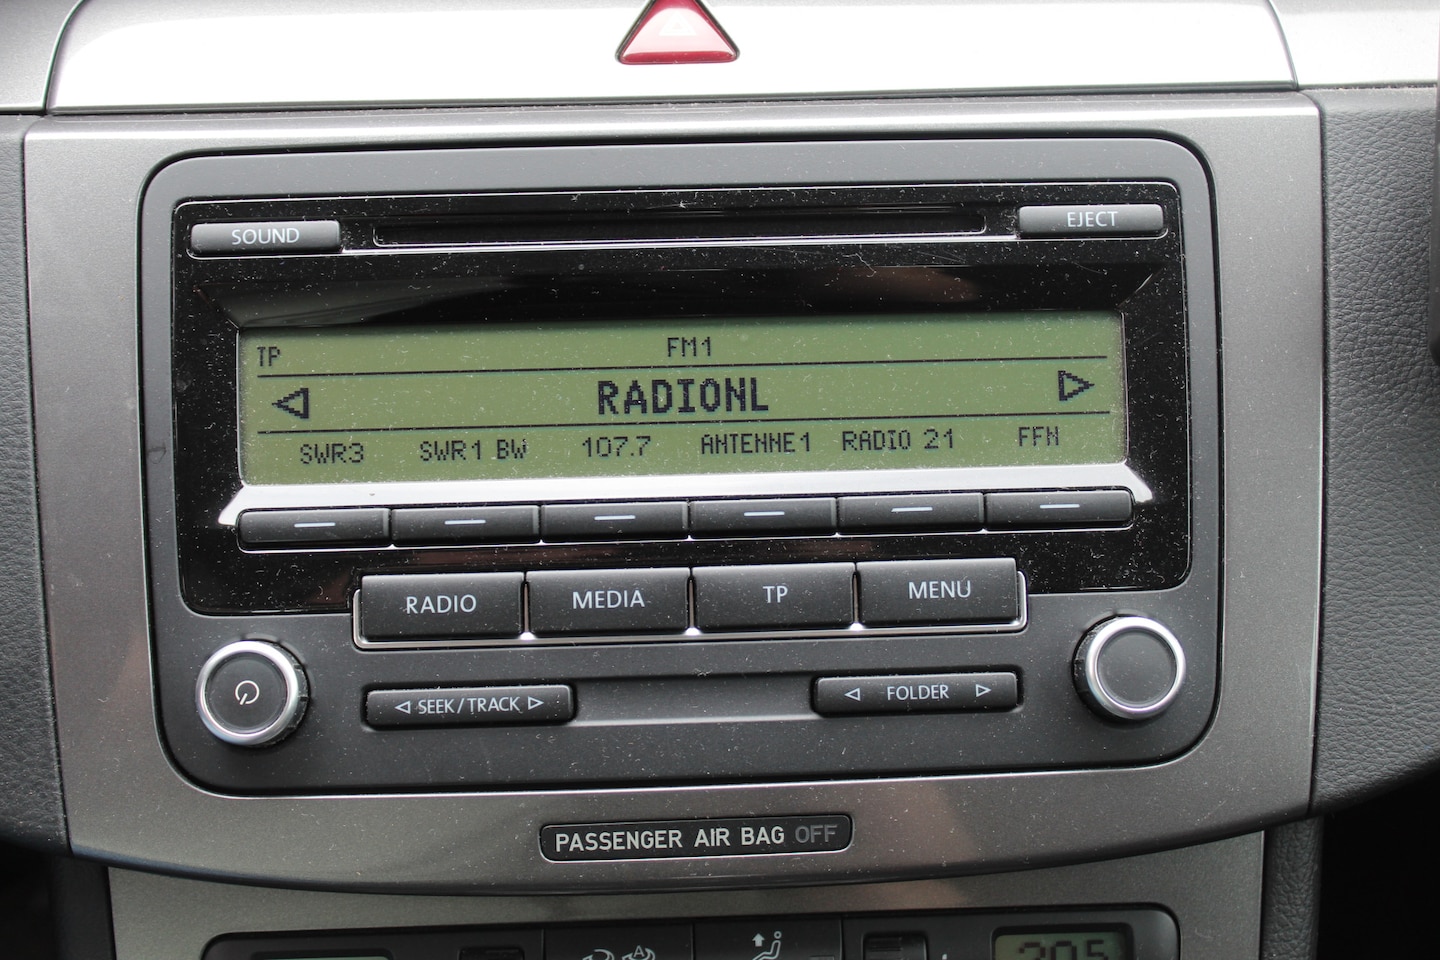 SOUND
EJECT
TP FM1
RADIONL
SWR3 SWR1 BW 107.7 ANTENNE1 RADIO 21 FFN
RADIO MEDIA TP MENU
SEEK/TRACK FOLDER
PASSENGER AIR BAG OFF
A